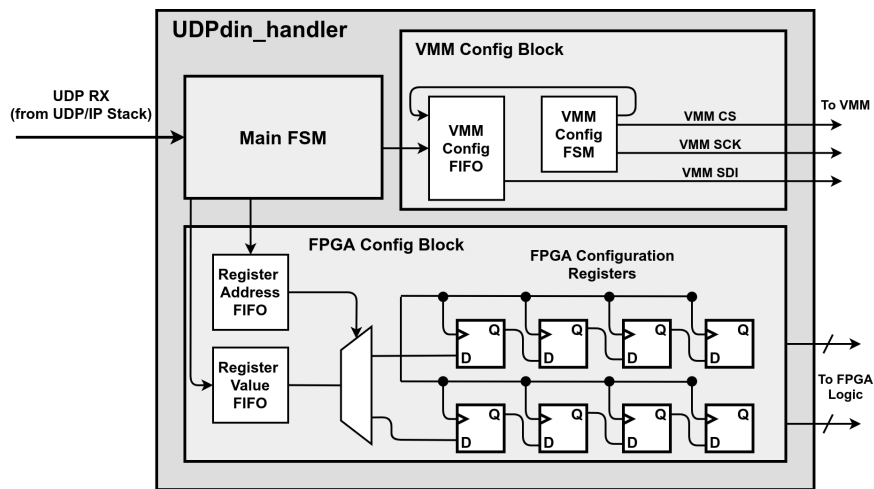 UDPdin_handler
UDP RX
(from UDP/IP Stack)
Main FSM
VMM Config Block
VMM
Config
FIFO
VMM
Config
FSM
VMM CS
VMM SCK
VMM SDI
To VMM
FPGA Config Block
Register
Address
FIFO
Register
Value
FIFO
FPGA Configuration
Registers
Q
D
Q
D
Q
D
Q
D
Q
D
Q
D
Q
D
Q
D
To FPGA
Logic